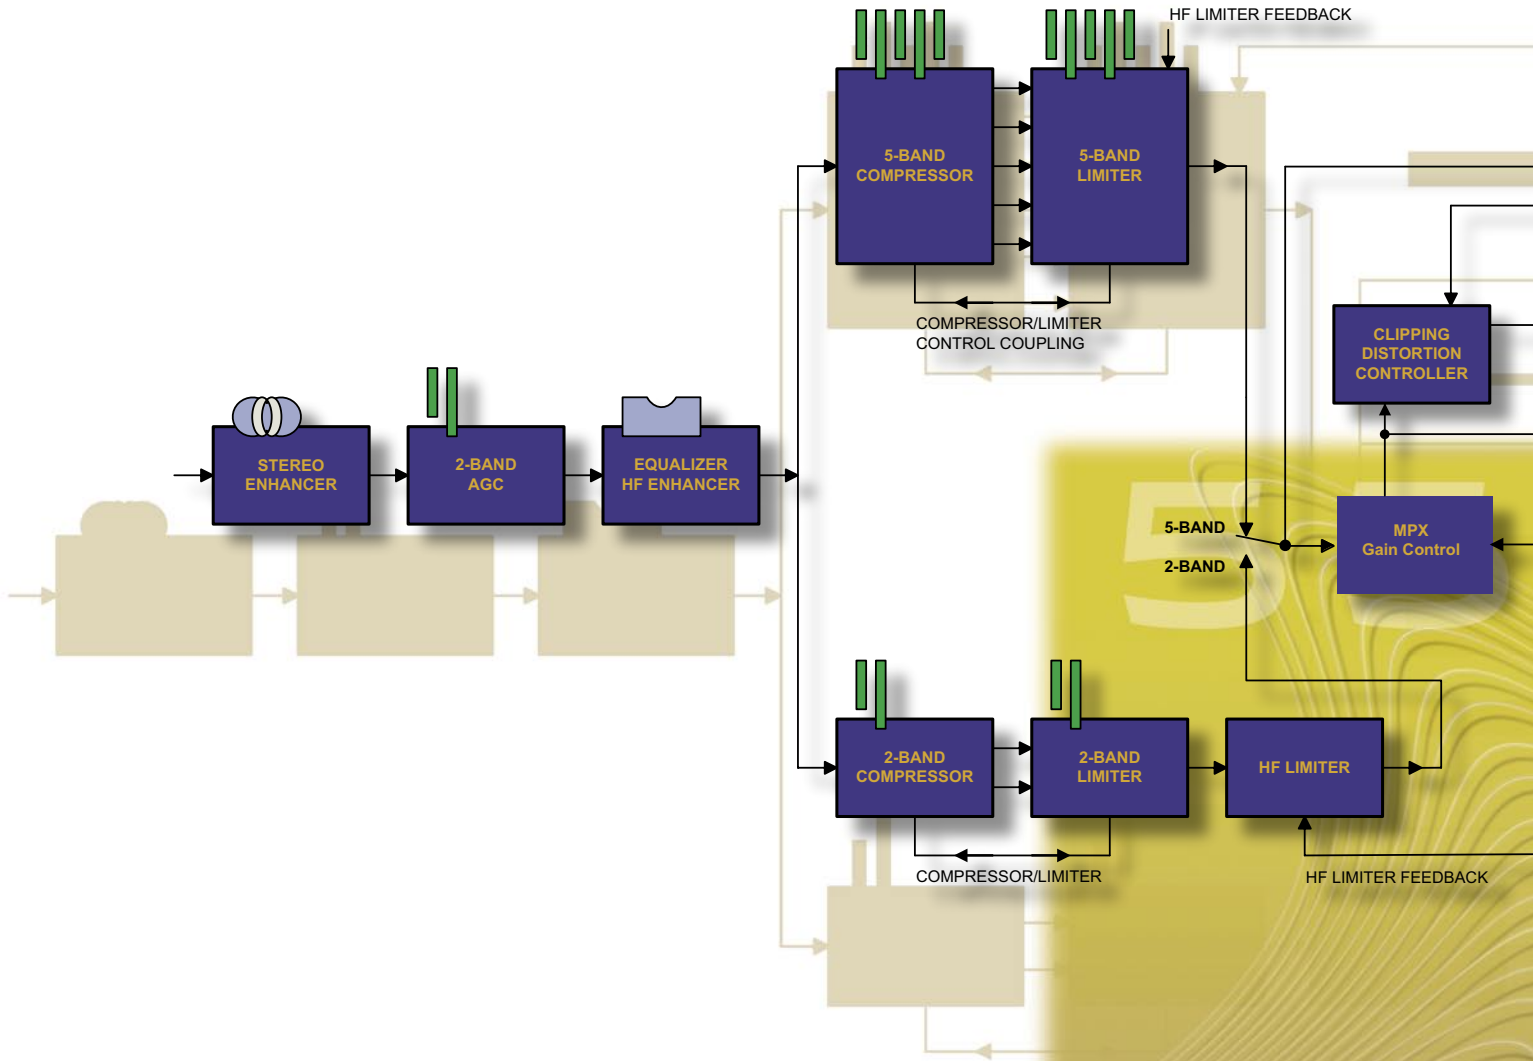 HF LIMITER FEEDBACK
5-BAND
COMPRESSOR
5-BAND
LIMITER
COMPRESSOR/LIMITER
CONTROL COUPLING
CLIPPING
DISTORTION
CONTROLLER
STEREO
ENHANCER
2-BAND
AGC
EQUALIZER
HF ENHANCER
5-BAND
2-BAND
MPX
Gain Control
2-BAND
COMPRESSOR
2-BAND
LIMITER
HF LIMITER
COMPRESSOR/LIMITER
HF LIMITER FEEDBACK
5